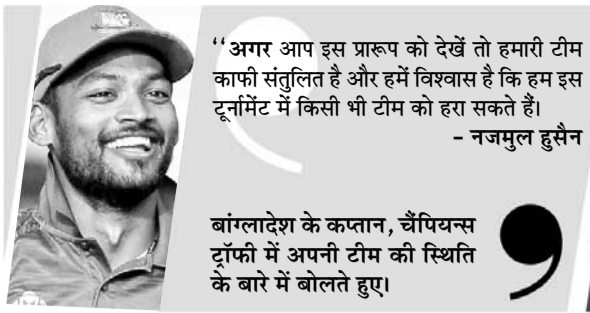 ‘‘अगर आप इस प्रारूप को देखें तो हमारी टीम
काफी संतुलित है और हमें विश्वास है कि हम इस
टूर्नामेंट में किसी भी टीम को हरा सकते हैं।
– नजमुल हुसैन
बांग्लादेश के कप्तान, चैंपियन्स
ट्रॉफी में अपनी टीम की स्थिति
के बारे में बोलते हुए।